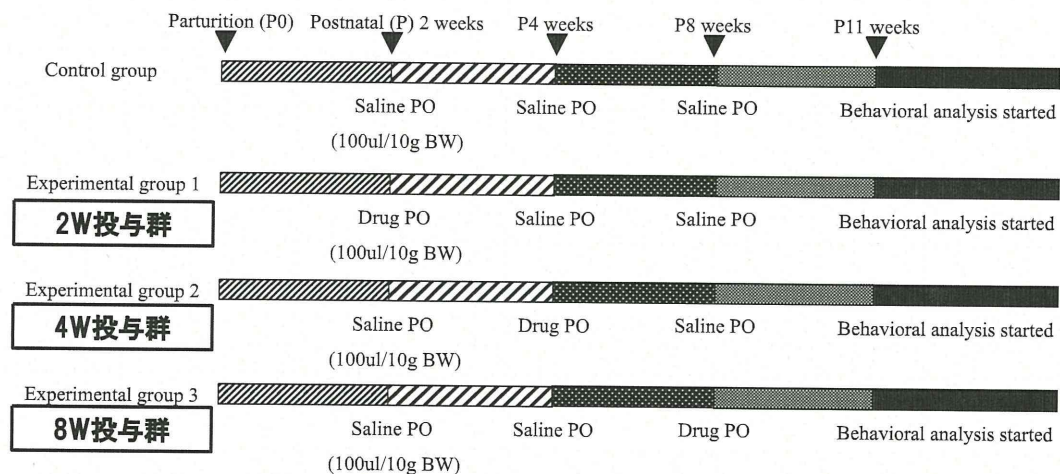 Parturition (P0) Postnatal (P) 2 weeks P4 weeks P8 weeks P11 weeks
Control group
Saline PO Saline PO Saline PO Behavioral analysis started
(100ul/10g BW)
Experimental group 1
2W投与群
Drug PO Saline PO Saline PO Behavioral analysis started
(100ul/10g BW)
Experimental group 2
4W投与群
Saline PO Drug PO Saline PO Behavioral analysis started
(100ul/10g BW)
Experimental group 3
8W投与群
Saline PO Saline PO Drug PO Behavioral analysis started
(100ul/10g BW)